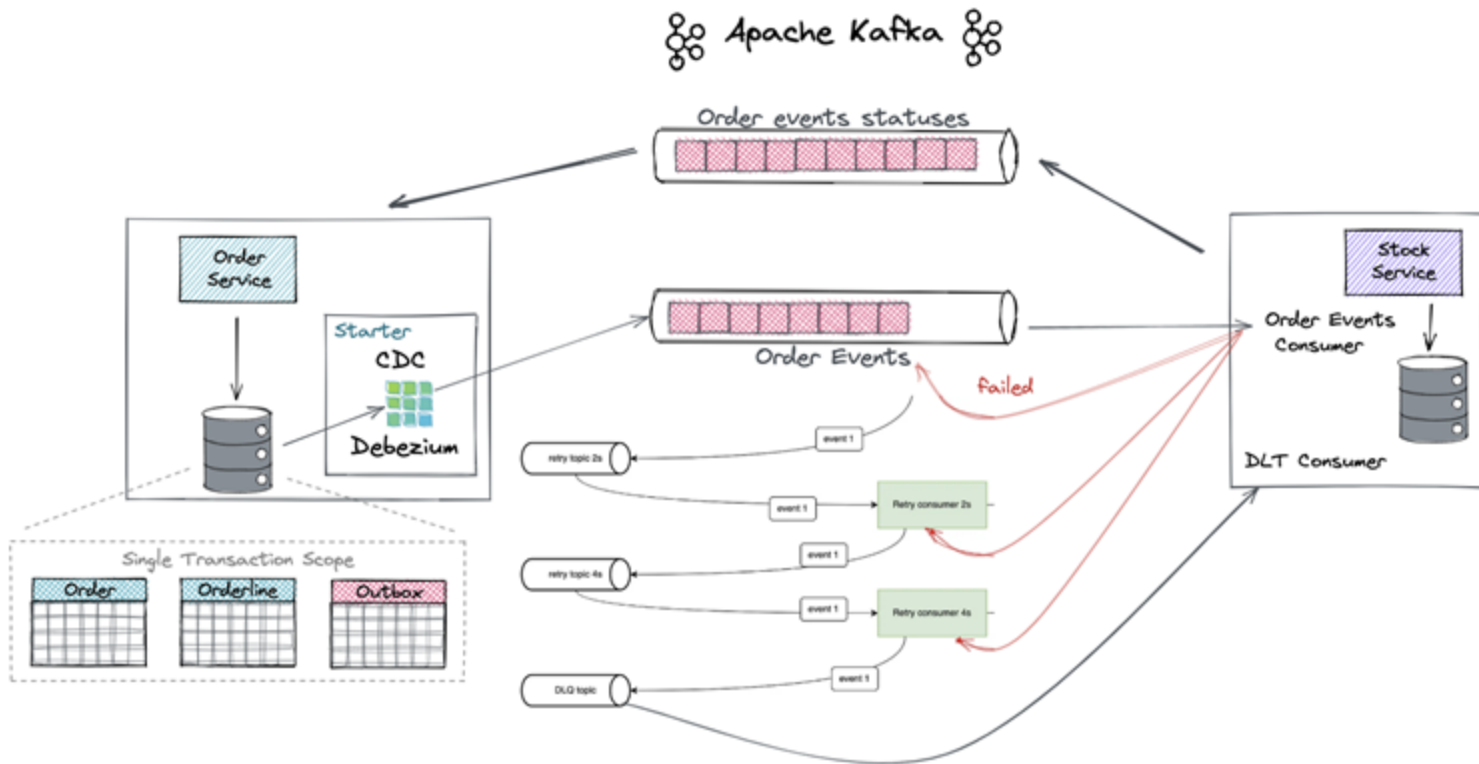 Apache Kafka
Order events statuses
Order
Service
Starter
CDC
Debezium
Order Events
Stock
Service
Order Events
Consumer
DLT Consumer
failed
event 1
retry topic 2s
event 1
Retry consumer 2s
event 1
retry topic 4s
event 1
Retry consumer 4s
event 1
DLQ topic
Single Transaction Scope
Order
Orderline
Outbox